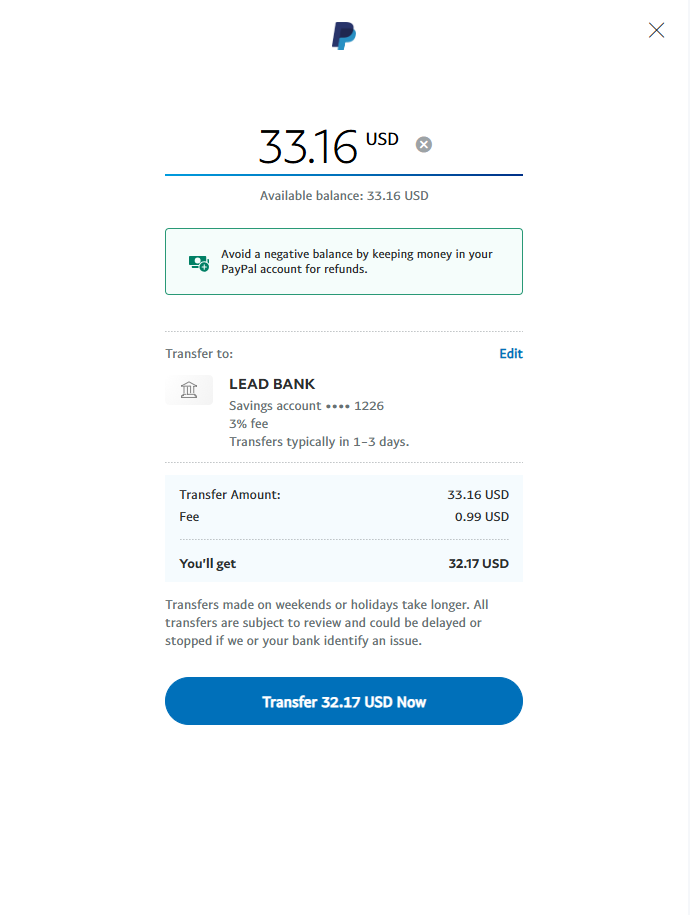 33.16 USD
Available balance: 33.16 USD
Avoid a negative balance by keeping money in your
PayPal account for refunds.
Transfer to:
Edit
LEAD BANK
Savings account •••• 1226
3% fee
Transfers typically in 1–3 days.
Transfer Amount: 33.16 USD
Fee 0.99 USD
You'll get 32.17 USD
Transfers made on weekends or holidays take longer. All
transfers are subject to review and could be delayed or
stopped if we or your bank identify an issue.
Transfer 32.17 USD Now